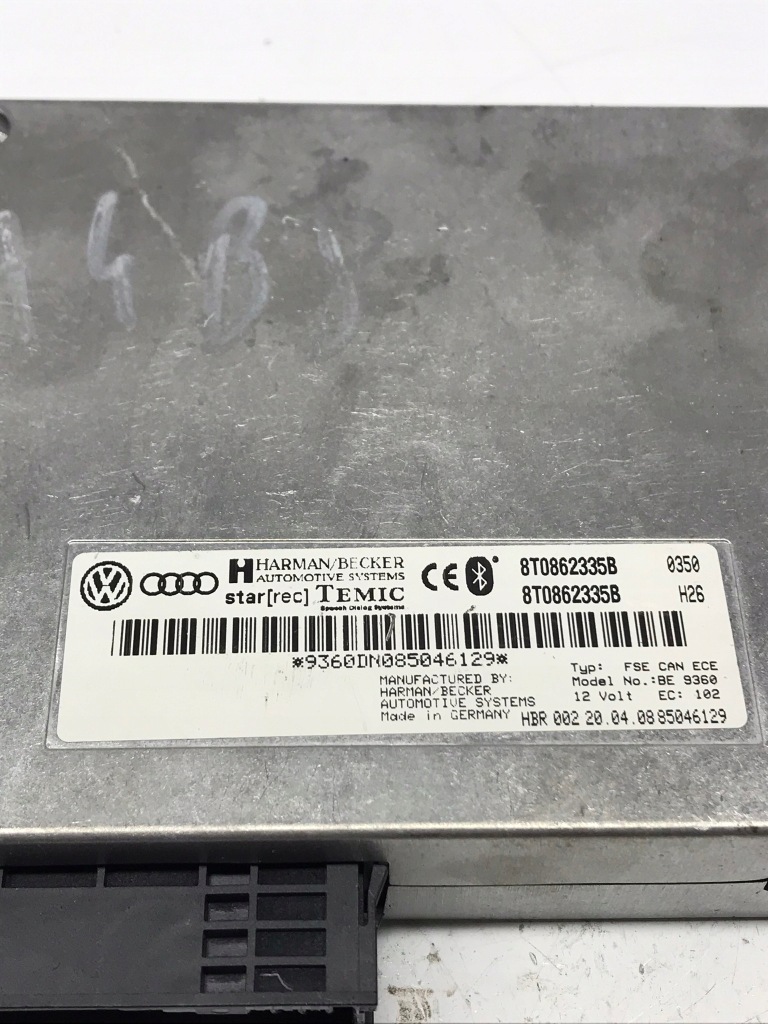 A4B
HARMAN/BECKER
AUTOMOTIVE SYSTEMS
star[rec] TEMIC
Speech Dialog Systems
CE
8T0862335B 0350
8T0862335B H26
*9360DN085046129*
MANUFACTURED BY:
HARMAN/BECKER
AUTOMOTIVE SYSTEMS
Made in GERMANY
Typ: FSE CAN ECE
Model No.:BE 9360
12 Volt EC: 102
HBR 002 20.04.08 85046129